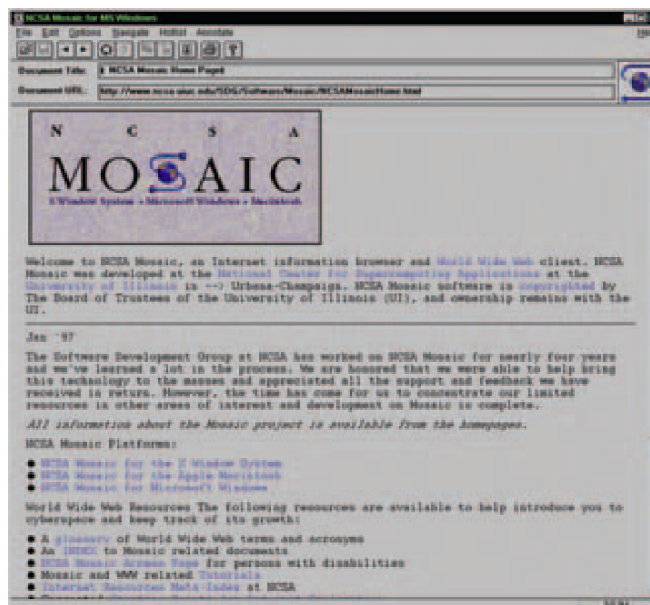 NCSA Mosaic for MS Windows
File Edit Options Navigate Hotlist Annotate
Document Title: NCSA Mosaic Home Page
Document URL: http://www.ncsa.uiuc.edu/SDG/Software/Mosaic/NCSAMosaicHome.html
N C S A
MOSAIC
X Window System • Microsoft Windows • Macintosh
Welcome to NCSA Mosaic, an Internet information browser and World Wide Web client. NCSA
Mosaic was developed at the National Center for Supercomputing Applications at the
University of Illinois in --> Urbana-Champaign. NCSA Mosaic software is copyrighted by
The Board of Trustees of the University of Illinois (UI), and ownership remains with the
UI.
Jan '97
The Software Development Group at NCSA has worked on NCSA Mosaic for nearly four years
and we've learned a lot in the process. We are honored that we were able to help bring
this technology to the masses and appreciated all the support and feedback we have
received in return. However, the time has come for us to concentrate our limited
resources in other areas of interest and development on Mosaic is complete.
All information about the Mosaic project is available from the homepages.
NCSA Mosaic Platforms:
● NCSA Mosaic for the X Window System
● NCSA Mosaic for the Apple Macintosh
● NCSA Mosaic for Microsoft Windows
World Wide Web Resources The following resources are available to help introduce you to
cyberspace and keep track of its growth:
● A glossary of World Wide Web terms and acronyms
● An INDEX to Mosaic related documents
● NCSA Mosaic Access Page for persons with disabilities
● Mosaic and WWW related Tutorials
● Internet Resources Meta-Index at NCSA